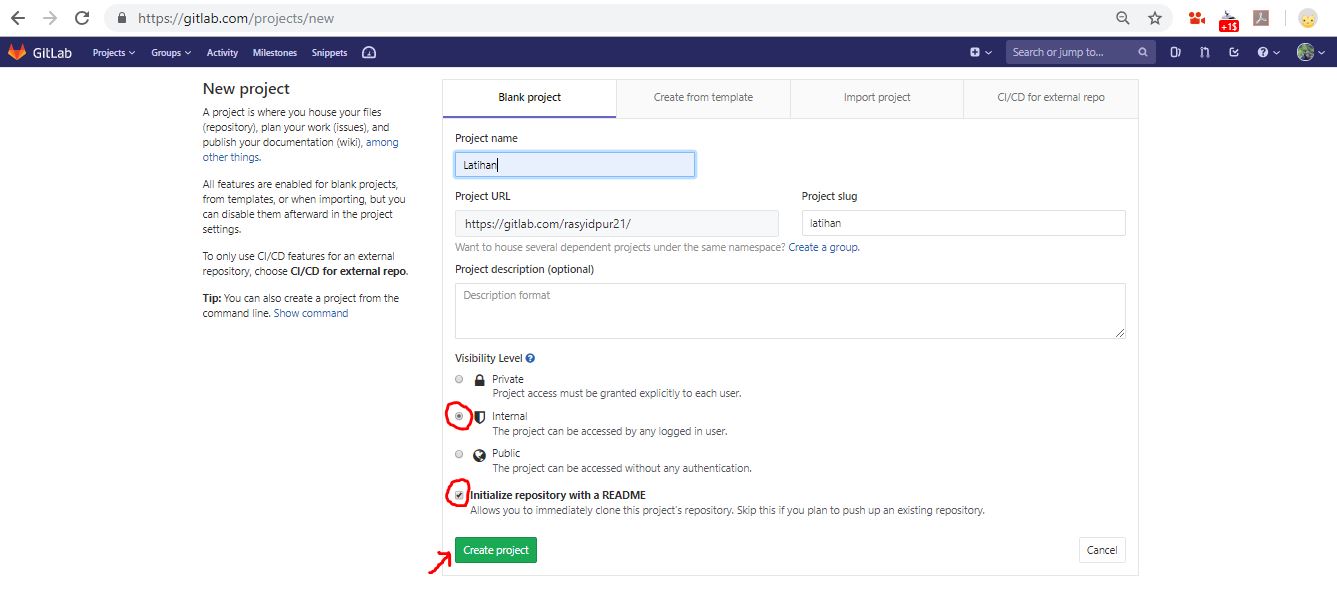 https://gitlab.com/projects/new
+1$
GitLab Projects Groups Activity Milestones Snippets Search or jump to...
New project
A project is where you house your files
(repository), plan your work (issues), and
publish your documentation (wiki), among
other things.
All features are enabled for blank projects,
from templates, or when importing, but you
can disable them afterward in the project
settings.
To only use CI/CD features for an external
repository, choose CI/CD for external repo.
Tip: You can also create a project from the
command line. Show command
Blank project Create from template Import project CI/CD for external repo
Project name
Latihan
Project URL Project slug
https://gitlab.com/rasyidpur21/ latihan
Want to house several dependent projects under the same namespace? Create a group.
Project description (optional)
Description format
Visibility Level
Private
Project access must be granted explicitly to each user.
Internal
The project can be accessed by any logged in user.
Public
The project can be accessed without any authentication.
Initialize repository with a README
Allows you to immediately clone this project's repository. Skip this if you plan to push up an existing repository.
Create project Cancel